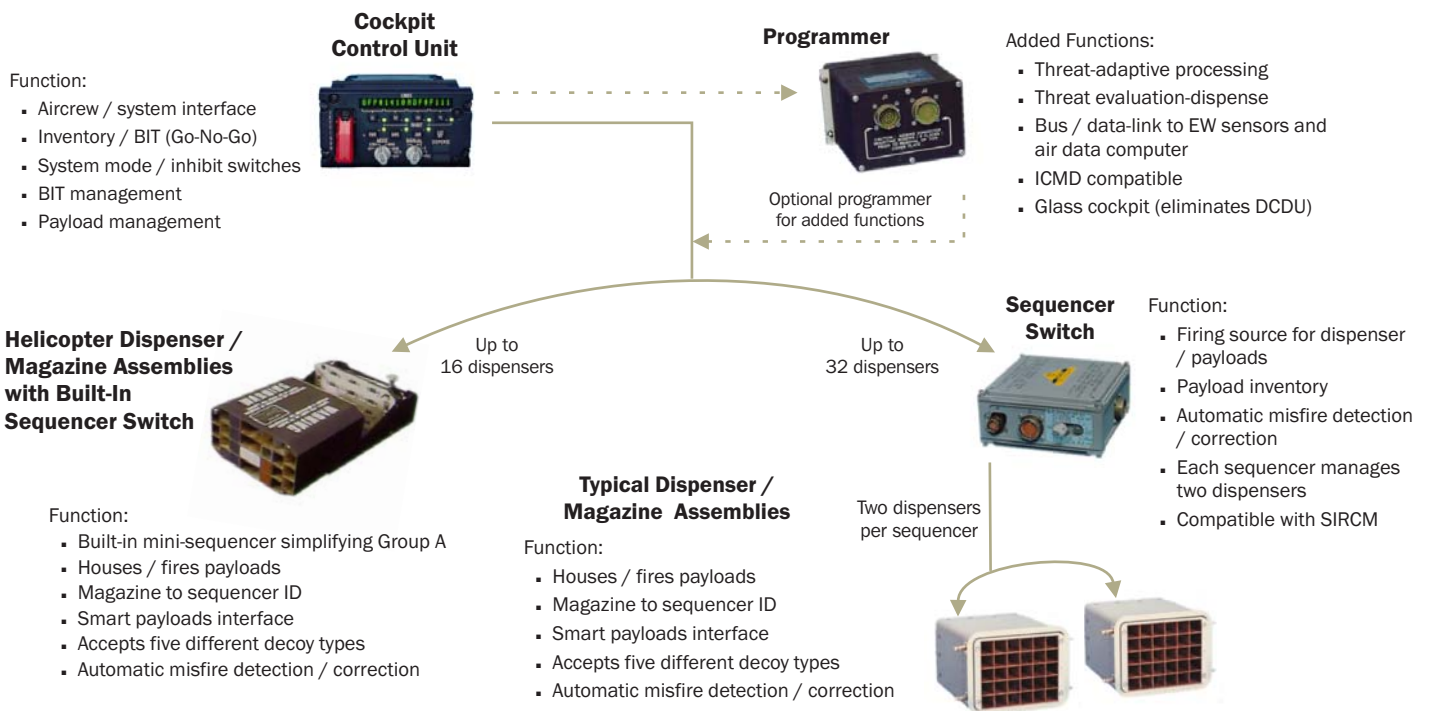 Cockpit
Control Unit
Function:
▪ Aircrew / system interface
▪ Inventory / BIT (Go-No-Go)
▪ System mode / inhibit switches
▪ BIT management
▪ Payload management
Programmer
Added Functions:
▪ Threat-adaptive processing
▪ Threat evaluation-dispense
▪ Bus / data-link to EW sensors and
air data computer
▪ ICMD compatible
▪ Glass cockpit (eliminates DCDU)
Optional programmer
for added functions
Helicopter Dispenser /
Magazine Assemblies
with Built-In
Sequencer Switch
Up to
16 dispensers
Up to
32 dispensers
Function:
▪ Built-in mini-sequencer simplifying Group A
▪ Houses / fires payloads
▪ Magazine to sequencer ID
▪ Smart payloads interface
▪ Accepts five different decoy types
▪ Automatic misfire detection / correction
Sequencer
Switch
Function:
▪ Firing source for dispenser
/ payloads
▪ Payload inventory
▪ Automatic misfire detection
/ correction
▪ Each sequencer manages
two dispensers
▪ Compatible with SIRCM
Typical Dispenser /
Magazine Assemblies
Function:
▪ Houses / fires payloads
▪ Magazine to sequencer ID
▪ Smart payloads interface
▪ Accepts five different decoy types
▪ Automatic misfire detection / correction
Two dispensers
per sequencer